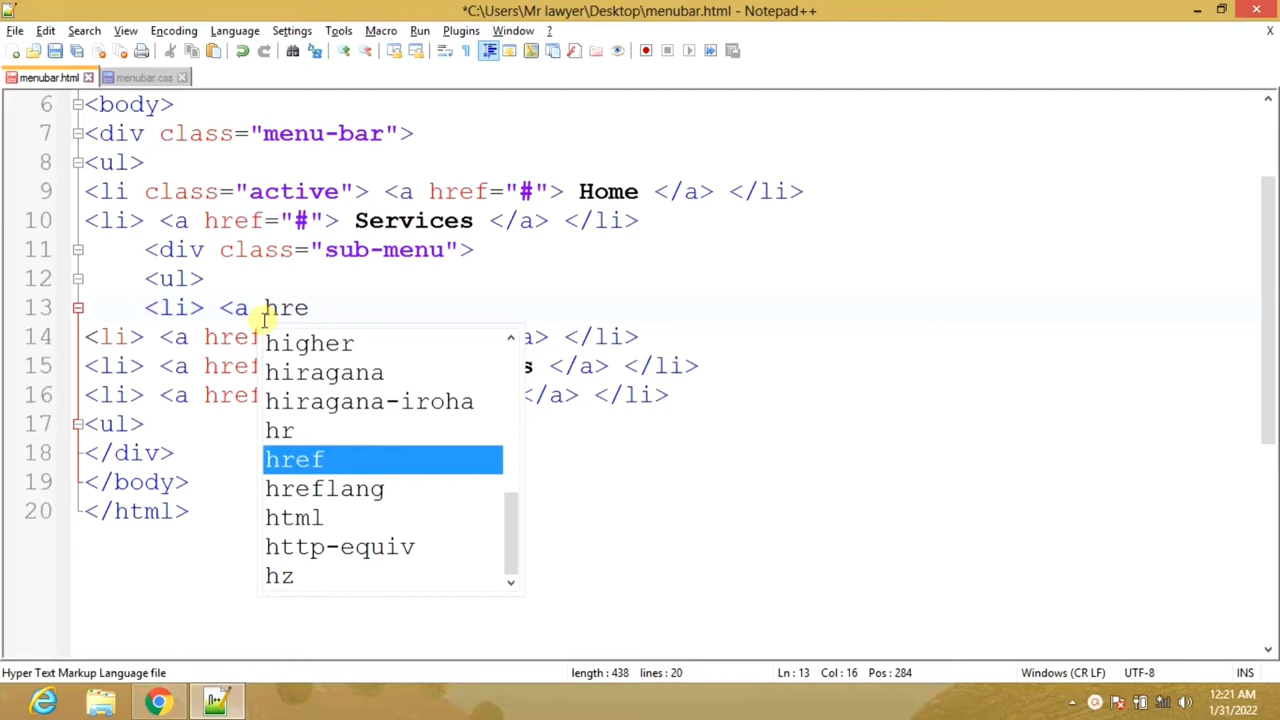 *C:\Users\Mr lawyer\Desktop\menubar.html - Notepad++
File Edit Search View Encoding Language Settings Tools Macro Run Plugins Window ? X
menubar.html menubar.css
6 <body>
7 <div class="menu-bar">
8 <ul>
9 <li class="active"> <a href="#"> Home </a> </li>
10 <li> <a href="#"> Services </a> </li>
11 <div class="sub-menu">
12 <ul>
13 <li> <a hre
14 <li> <a href a> </li>
15 <li> <a href s </a> </li>
16 <li> <a href </a> </li>
17 <ul>
18 </div>
19 </body>
20 </html>
higher
hiragana
hiragana-iroha
hr
href
hreflang
html
http-equiv
hz
Hyper Text Markup Language file length : 438 lines : 20 Ln : 13 Col : 16 Pos : 284 Windows (CR LF) UTF-8 INS
12:21 AM
1/31/2022